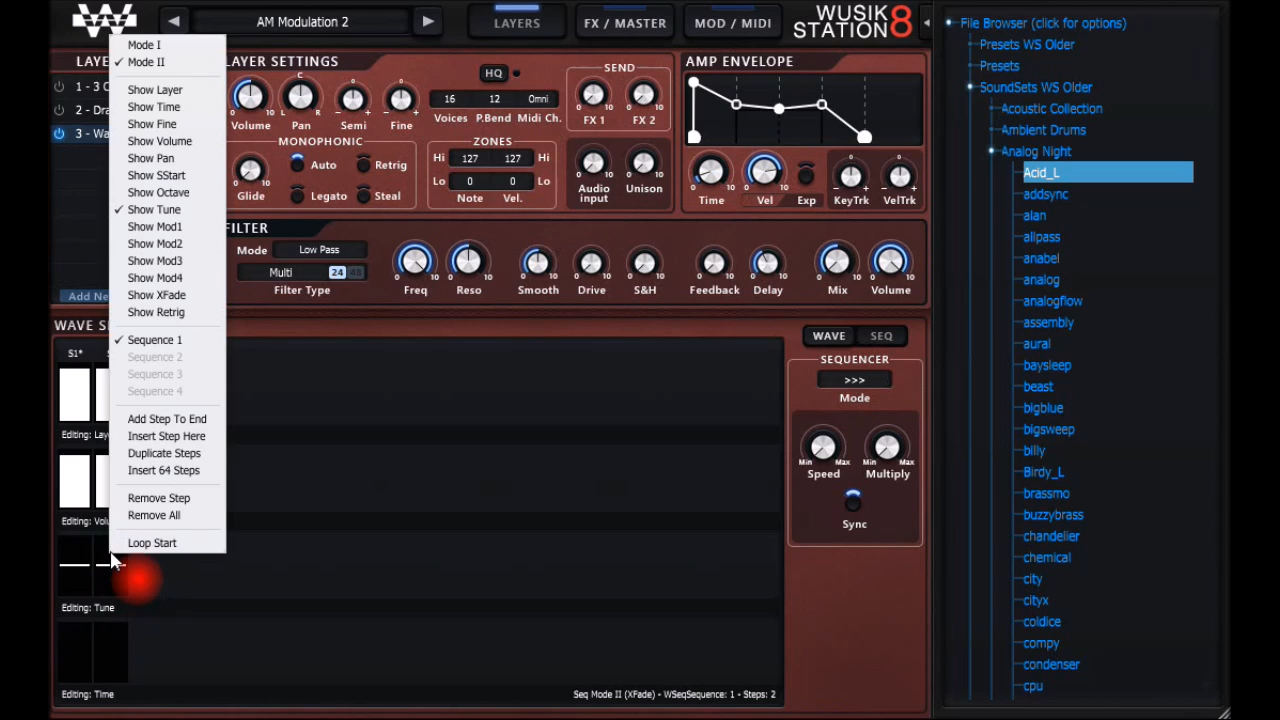 AM Modulation 2
LAYERS
FX / MASTER
MOD / MIDI
WUSIK
STATION 8
Mode I
Mode II
Show Layer
Show Time
Show Fine
Show Volume
Show Pan
Show SStart
Show Octave
Show Tune
Show Mod1
Show Mod2
Show Mod3
Show Mod4
Show XFade
Show Retrig
Sequence 1
Sequence 2
Sequence 3
Sequence 4
Add Step To End
Insert Step Here
Duplicate Steps
Insert 64 Steps
Remove Step
Remove All
Loop Start
LAYER SETTINGS
HQ
C
L R
0 10
Volume Pan Semi Fine
16 12 Omni
Voices P.Bend Midi Ch.
MONOPHONIC
Auto Retrig
Legato Steal
Glide
ZONES
Hi 127 127 Hi
Lo 0 0 Lo
Note Vel.
SEND
FX 1 FX 2
Audio
input
Unison
AMP ENVELOPE
Time Vel Exp KeyTrk VelTrk
FILTER
Mode Low Pass
Multi 24 48
Filter Type
Freq Reso Smooth Drive S&H Feedback Delay Mix Volume
Add Ne
WAVE S
S1*
Editing: Lay
Editing: Volu
Editing: Tune
Editing: Time
Seq Mode II (XFade) - WSeqSequence: 1 - Steps: 2
WAVE SEQ
SEQUENCER
>>>
Mode
Min Max Min Max
Speed Multiply
Sync
File Browser (click for options)
Presets WS Older
Presets
SoundSets WS Older
Acoustic Collection
Ambient Drums
Analog Night
Acid_L
addsync
alan
allpass
anabel
analog
analogflow
assembly
aural
baysleep
beast
bigblue
bigsweep
billy
Birdy_L
brassmo
buzzybrass
chandelier
chemical
city
cityx
coldice
compy
condenser
cpu